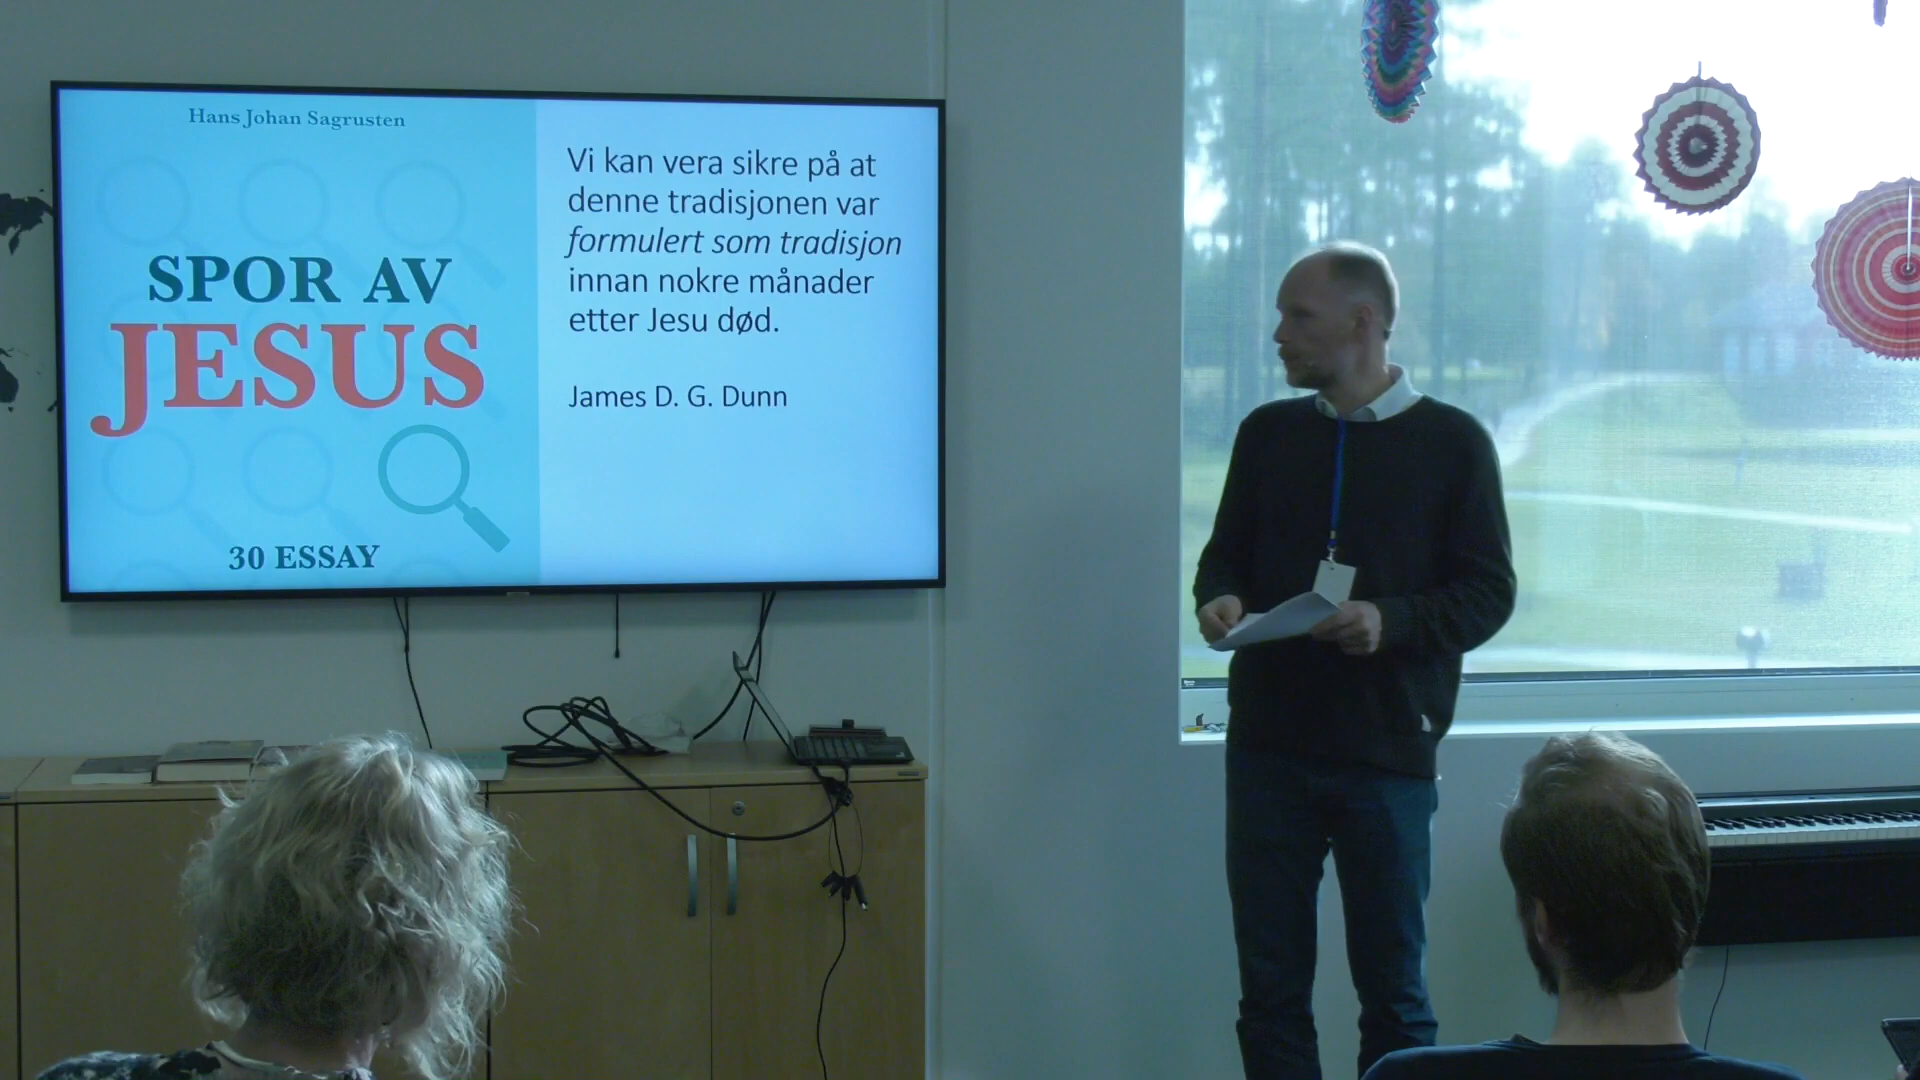 Hans Johan Sagrusten
SPOR AV
JESUS
30 ESSAY
Vi kan vera sikre på at
denne tradisjonen var
formulert som tradisjon
innan nokre månader
etter Jesu død.
James D. G. Dunn